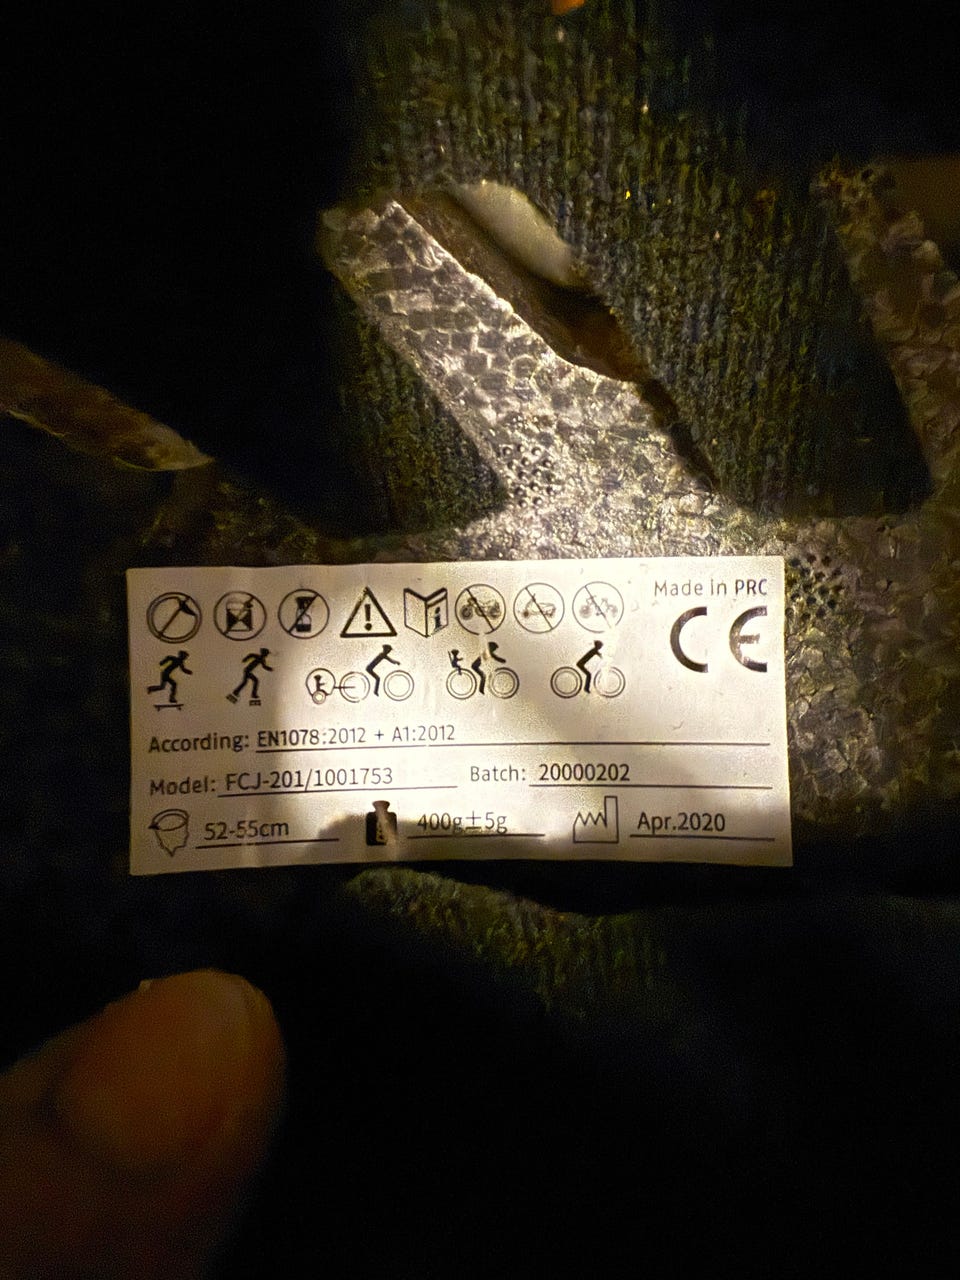 Made in PRC
CE
According: EN1078:2012 + A1:2012
Model: FCJ-201/1001753 Batch: 20000202
52-55cm 400g±5g Apr.2020